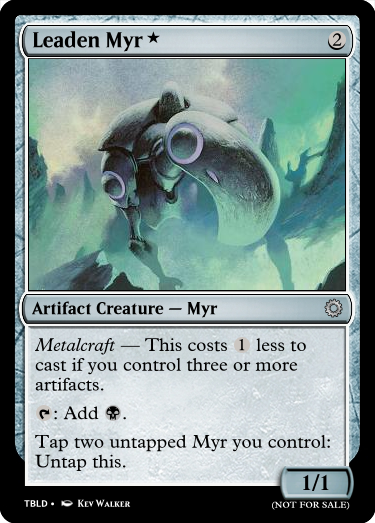 Leaden Myr ★ 2
Artifact Creature — Myr
Metalcraft — This costs 1 less to
cast if you control three or more
artifacts.
: Add .
Tap two untapped Myr you control:
Untap this.
1/1
TBLD • Kev Walker
(NOT FOR SALE)